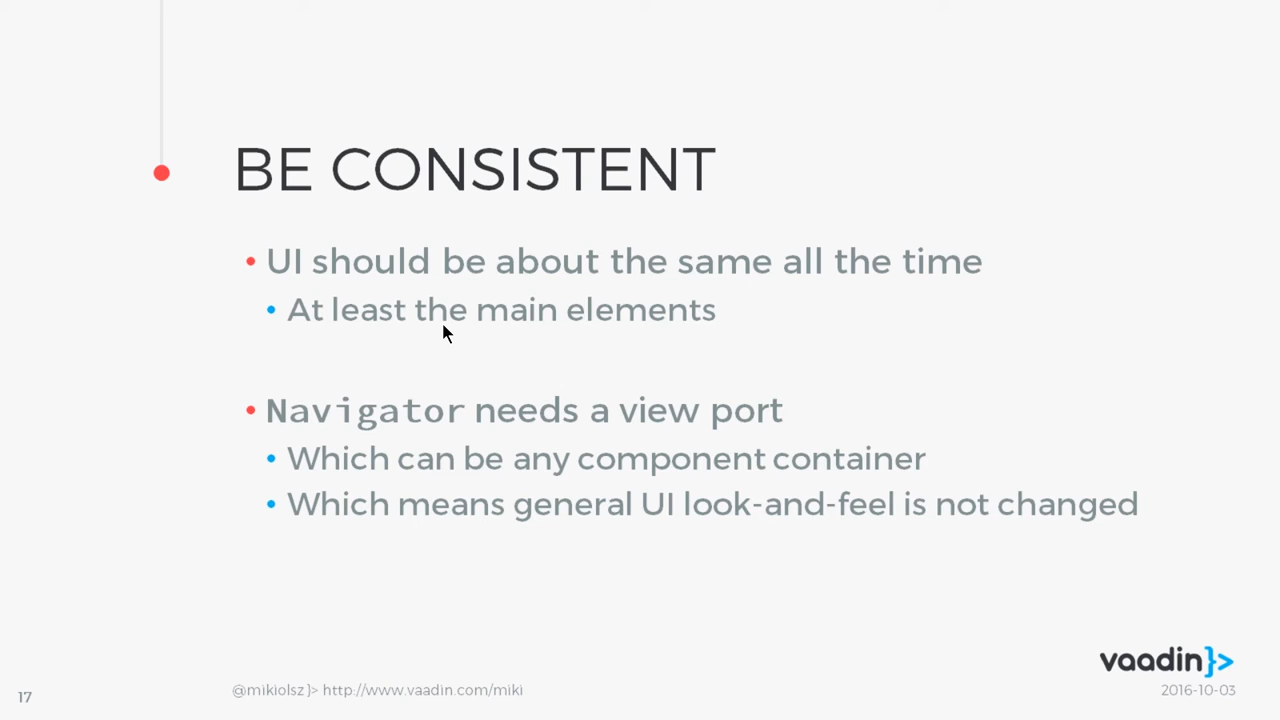 BE CONSISTENT
• UI should be about the same all the time
• At least the main elements
• Navigator needs a view port
• Which can be any component container
• Which means general UI look-and-feel is not changed
vaadin}>
17
@mikiolsz }> http://www.vaadin.com/miki
2016-10-03